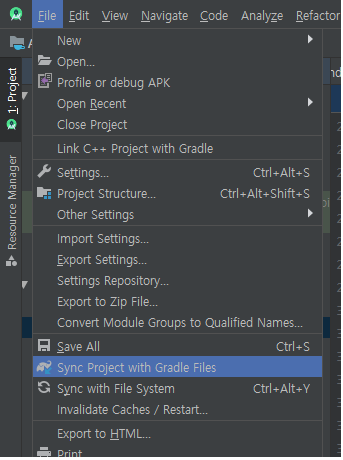 File Edit View Navigate Code Analyze Refactor
New
Open...
Profile or debug APK
Open Recent
Close Project
Link C++ Project with Gradle
Settings... Ctrl+Alt+S
Project Structure... Ctrl+Alt+Shift+S
Other Settings
Import Settings...
Export Settings...
Settings Repository...
Export to Zip File...
Convert Module Groups to Qualified Names...
Save All Ctrl+S
Sync Project with Gradle Files
Sync with File System Ctrl+Alt+Y
Invalidate Caches / Restart...
Export to HTML...
Print...
1: Project
Resource Manager